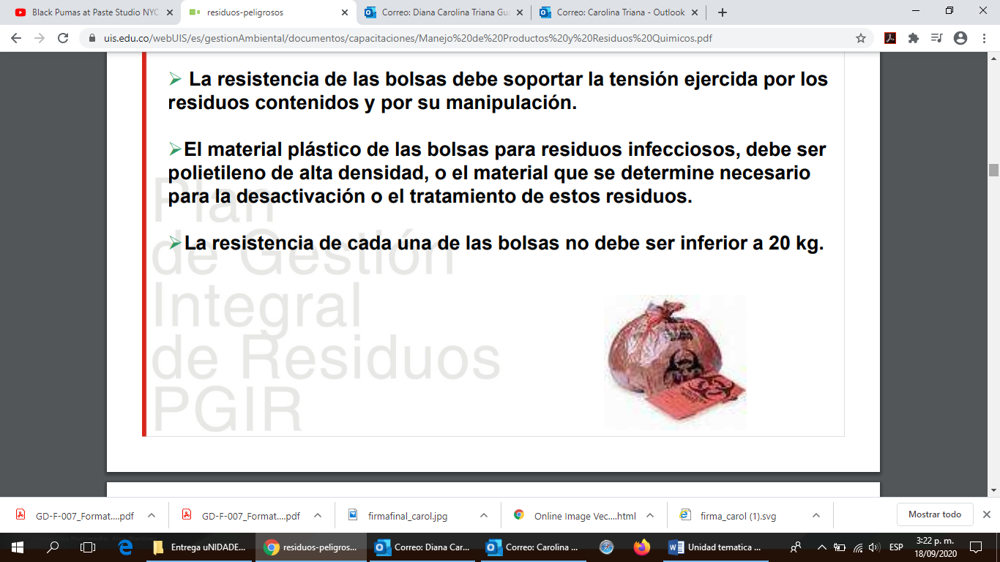 Black Pumas at Paste Studio NYC
residuos-peligrosos
Correo: Diana Carolina Triana Gu
Correo: Carolina Triana - Outlook
uis.edu.co/webUIS/es/gestionAmbiental/documentos/capacitaciones/Manejo%20de%20Productos%20y%20Residuos%20Quimicos.pdf
La resistencia de las bolsas debe soportar la tensión ejercida por los
residuos contenidos y por su manipulación.
El material plástico de las bolsas para residuos infecciosos, debe ser
polietileno de alta densidad, o el material que se determine necesario
para la desactivación o el tratamiento de estos residuos.
La resistencia de cada una de las bolsas no debe ser inferior a 20 kg.
Plan
de Gestión
Integral
de Residuos
PGIR
GD-F-007_Format....pdf
GD-F-007_Format....pdf
firmafinal_carol.jpg
Online Image Vec....html
firma_carol (1).svg
Mostrar todo
Entrega uNIDADE...
residuos-peligros...
Correo: Diana Car...
Correo: Carolina ...
Unidad tematica ...
ESP
3:22 p. m.
18/09/2020